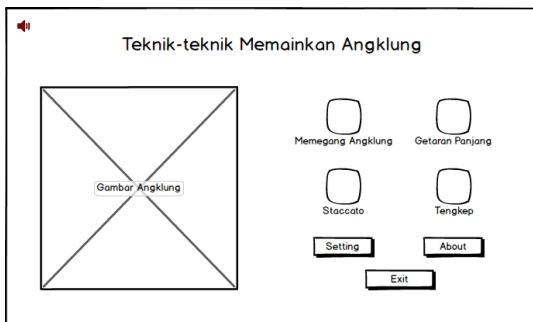 Teknik-teknik Memainkan Angklung
Gambar Angklung
Memegang Angklung
Getaran Panjang
Staccato
Tengkep
Setting
About
Exit